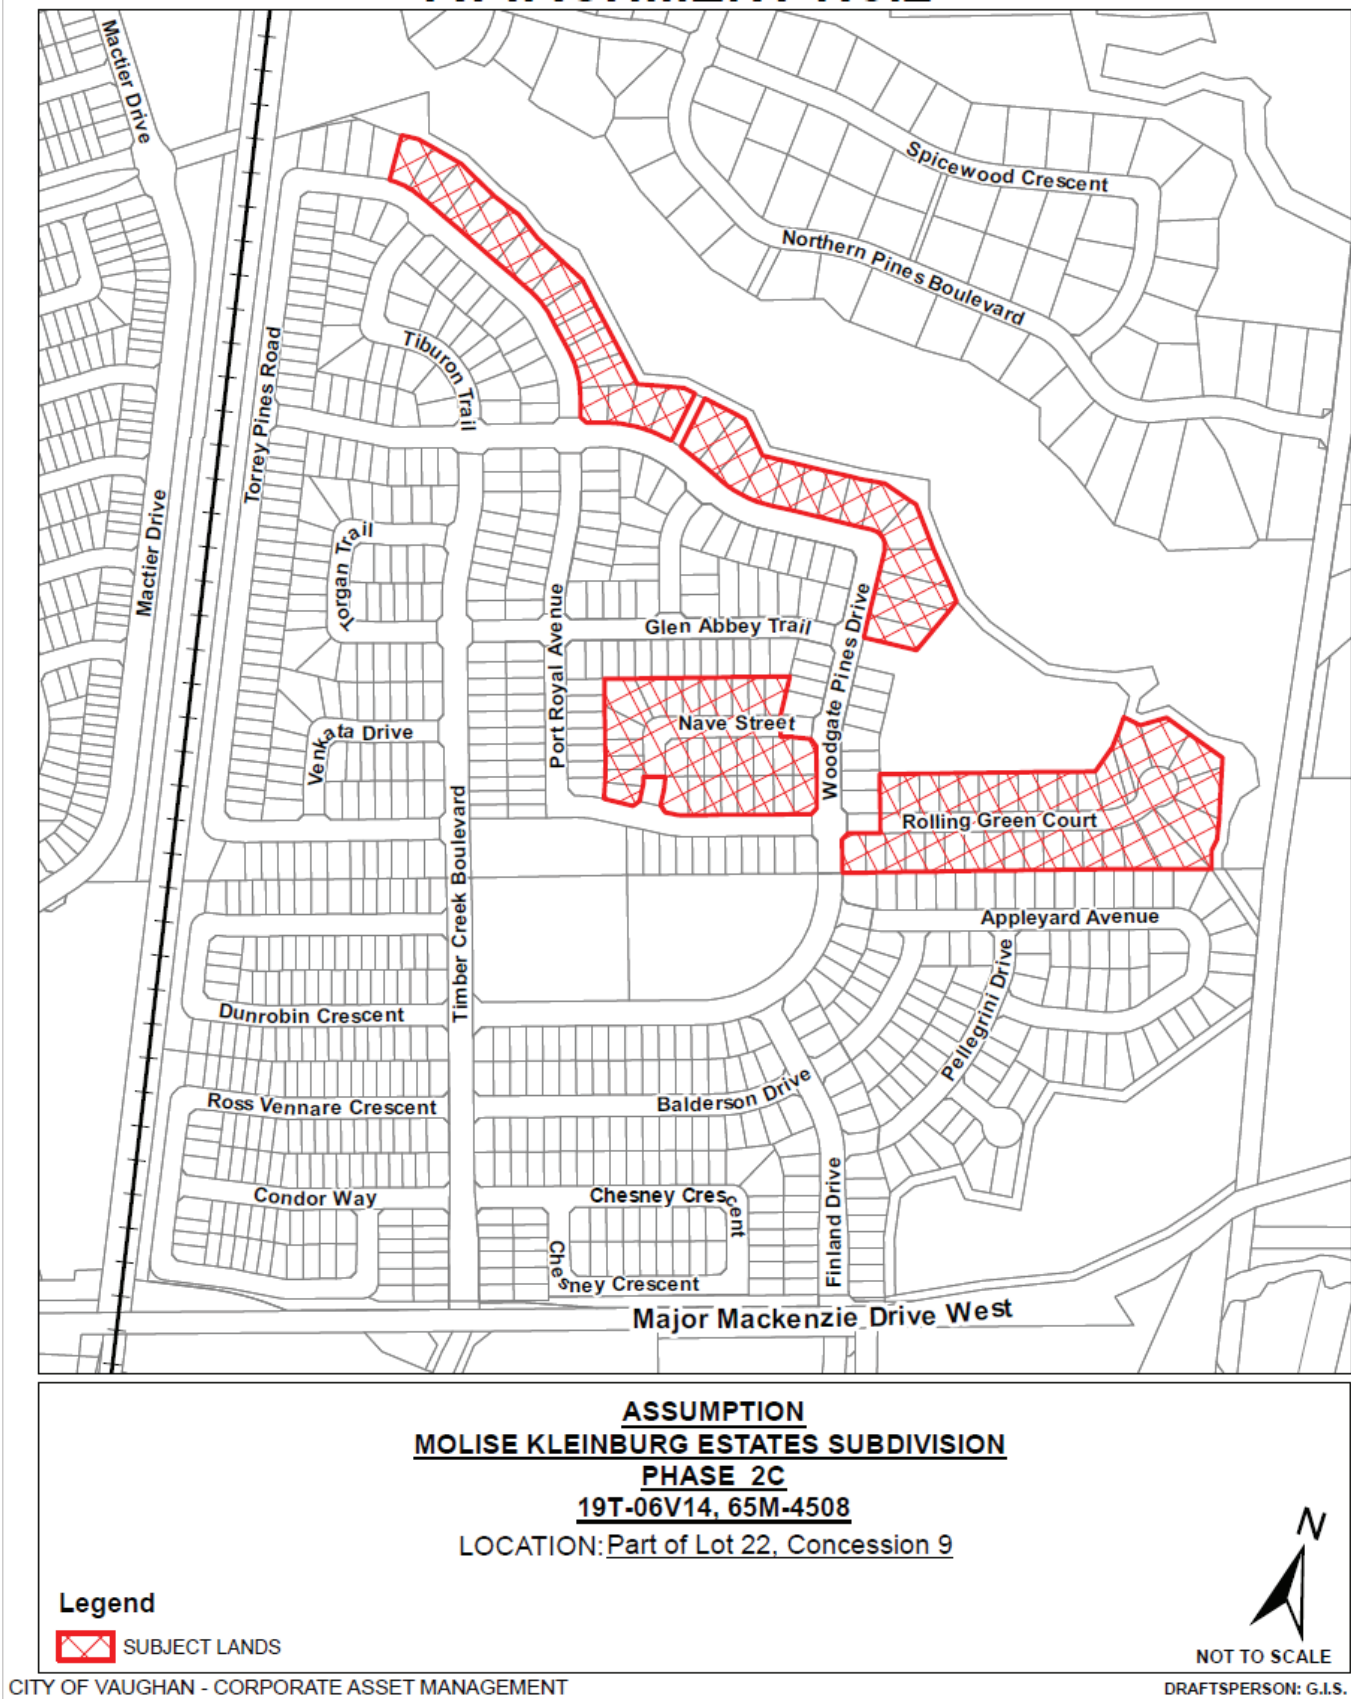 Mactier Drive
Spicewood Crescent
Northern Pines Boulevard
Tiburon Trail
Torrey Pines Road
Mactier Drive
Torgan Trail
Port Royal Avenue
Glen Abbey Trail
Woodgate Pines Drive
Nave Street
Venkata Drive
Rolling Green Court
Timber Creek Boulevard
Appleyard Avenue
Pellegrini Drive
Dunrobin Crescent
Ross Vennare Crescent
Balderson Drive
Condor Way
Chesney Crescent
Finland Drive
Chesney Crescent
Major Mackenzie Drive West
ASSUMPTION
MOLISE KLEINBURG ESTATES SUBDIVISION
PHASE 2C
19T-06V14, 65M-4508
LOCATION: Part of Lot 22, Concession 9
N
Legend
SUBJECT LANDS
NOT TO SCALE
CITY OF VAUGHAN - CORPORATE ASSET MANAGEMENT
DRAFTSPERSON: G.I.S.